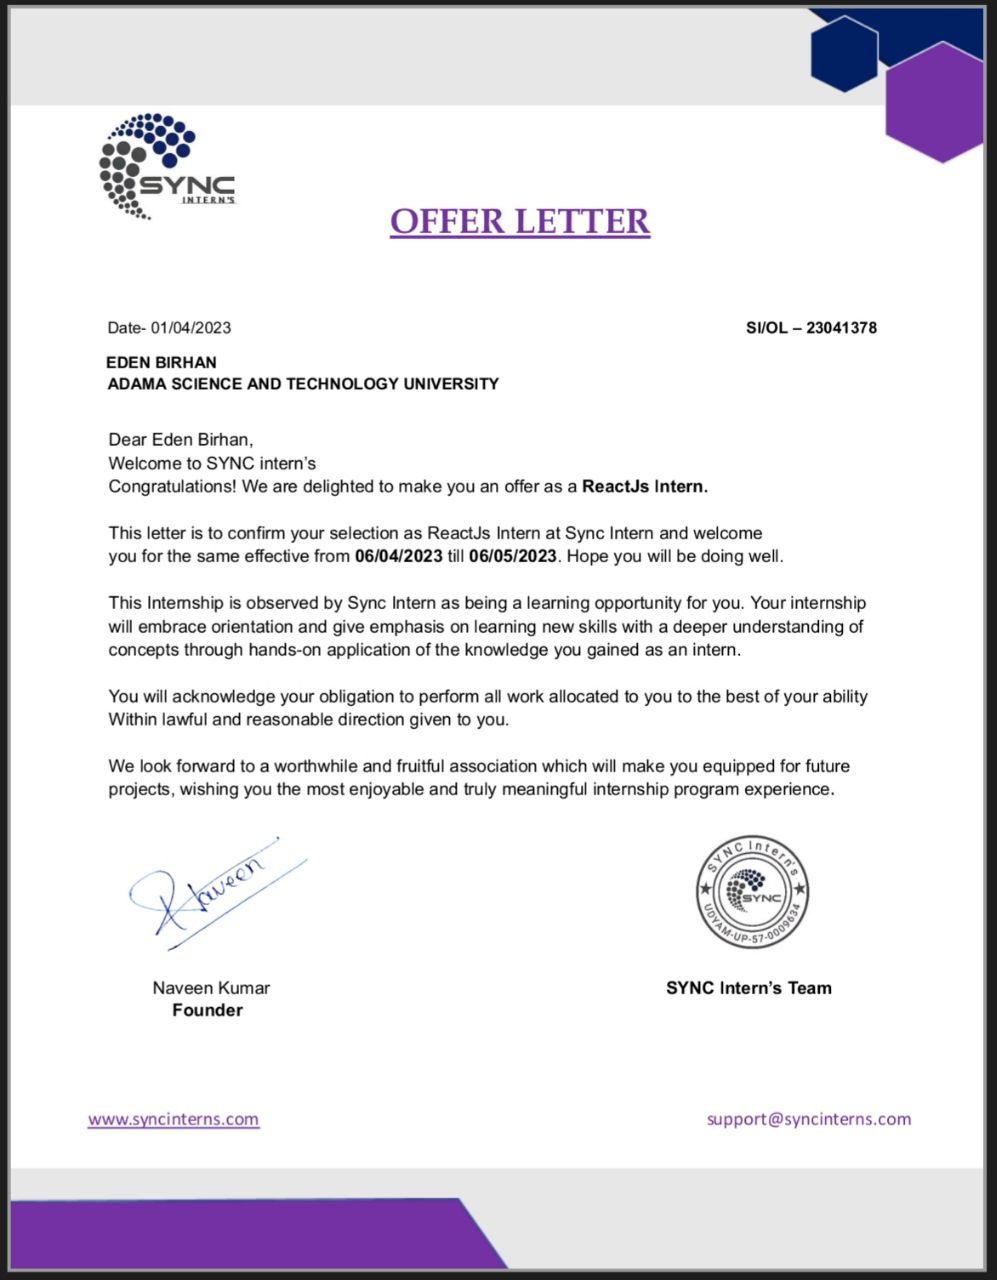 SYNC
INTERN'S
OFFER LETTER
Date- 01/04/2023
SI/OL – 23041378
EDEN BIRHAN
ADAMA SCIENCE AND TECHNOLOGY UNIVERSITY
Dear Eden Birhan,
Welcome to SYNC intern's
Congratulations! We are delighted to make you an offer as a ReactJs Intern.
This letter is to confirm your selection as ReactJs Intern at Sync Intern and welcome
you for the same effective from 06/04/2023 till 06/05/2023. Hope you will be doing well.
This Internship is observed by Sync Intern as being a learning opportunity for you. Your internship
will embrace orientation and give emphasis on learning new skills with a deeper understanding of
concepts through hands-on application of the knowledge you gained as an intern.
You will acknowledge your obligation to perform all work allocated to you to the best of your ability
Within lawful and reasonable direction given to you.
We look forward to a worthwhile and fruitful association which will make you equipped for future
projects, wishing you the most enjoyable and truly meaningful internship program experience.
Naveen
SYNC Intern's
SYNC
UDYAM-UP-57-0009634
Naveen Kumar
Founder
SYNC Intern's Team
www.syncinterns.com
support@syncinterns.com